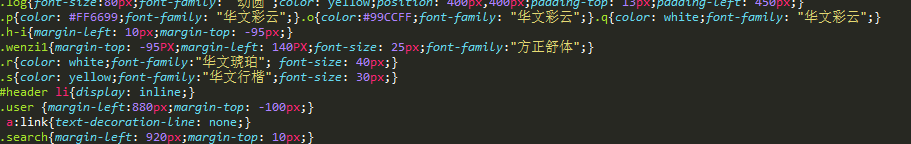 .log{font-size:80px;font-family: "幼圆";color: yellow;position: 400px,400px;padding-top: 13px;padding-left: 450px;}
.p{color: #FF6699;font-family: "华文彩云";}.o{color:#99CCFF;font-family: "华文彩云";}.q{color: white;font-family: "华文彩云";}
.h-i{margin-left: 10px;margin-top: -95px;}
.wenzi1{margin-top: -95PX;margin-left: 140PX;font-size: 25px;font-family:"方正舒体";}
.r{color: white;font-family:"华文琥珀"; font-size: 40px;}
.s{color: yellow;font-family:"华文行楷";font-size: 30px;}
#header li{display: inline;}
.user {margin-left:880px;margin-top: -100px;}
a:link{text-decoration-line: none;}
.search{margin-left: 920px;margin-top: 10px;}